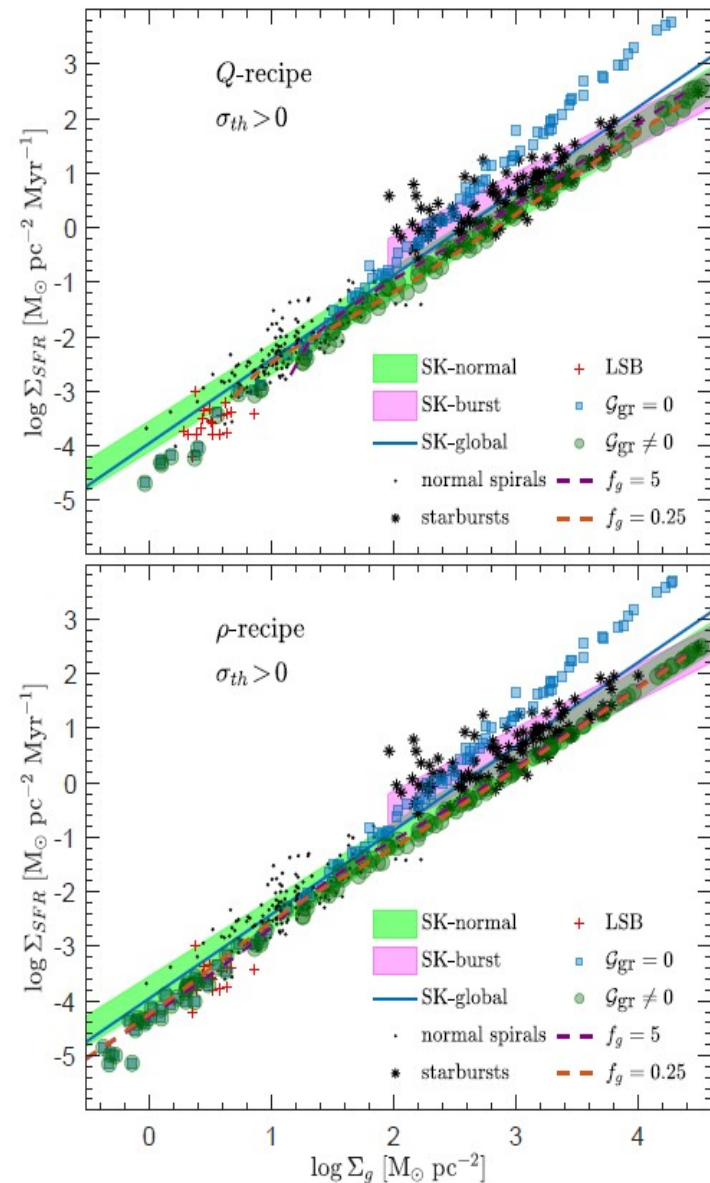 3
2
1
0
-1
-2
-3
-4
-5
log Σ_SFR [M⊙ pc⁻² Myr⁻¹]
Q-recipe
σ_th > 0
SK-normal
SK-burst
SK-global
normal spirals
starbursts
LSB
𝒢_gr = 0
𝒢_gr ≠ 0
f_g = 5
f_g = 0.25
3
2
1
0
-1
-2
-3
-4
-5
log Σ_SFR [M⊙ pc⁻² Myr⁻¹]
ρ-recipe
σ_th > 0
SK-normal
SK-burst
SK-global
normal spirals
starbursts
LSB
𝒢_gr = 0
𝒢_gr ≠ 0
f_g = 5
f_g = 0.25
0 1 2 3 4
log Σ_g [M⊙ pc⁻²]